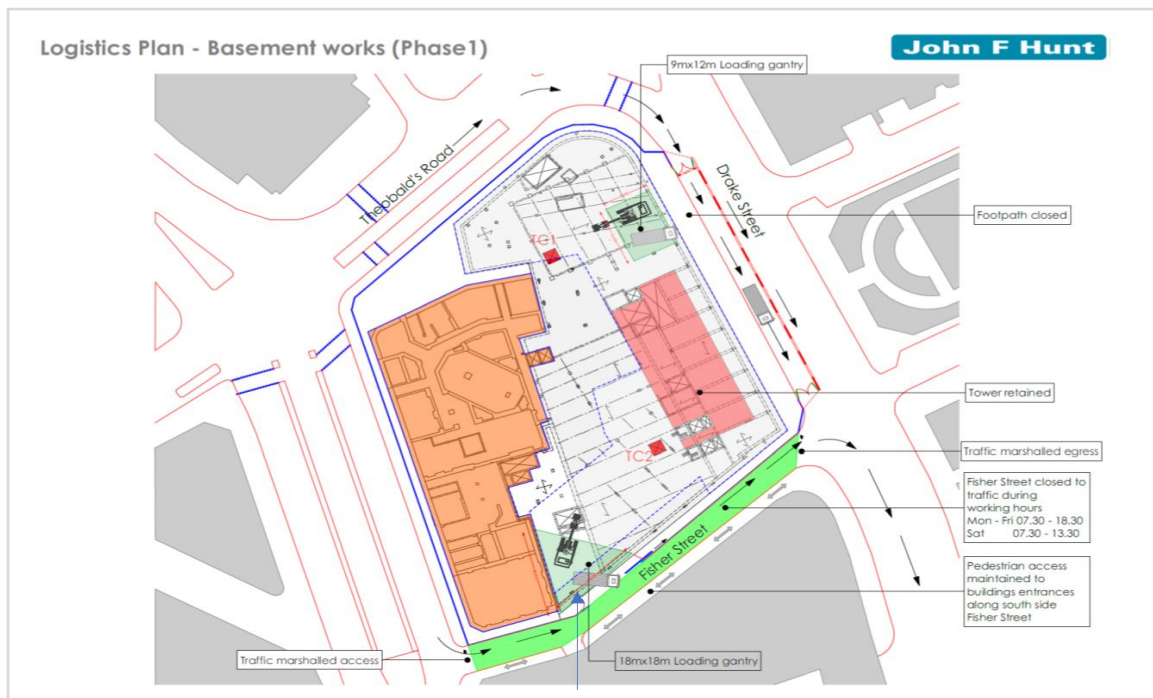 Logistics Plan - Basement works (Phase1)
John F Hunt
9mx12m Loading gantry
Theobald's Road
Drake Street
Footpath closed
TC1
Tower retained
TC2
Traffic marshalled egress
Fisher Street closed to
traffic during
working hours
Mon - Fri 07.30 - 18.30
Sat 07.30 - 13.30
Fisher Street
Pedestrian access
maintained to
buildings entrances
along south side
Fisher Street
Traffic marshalled access
18mx18m Loading gantry